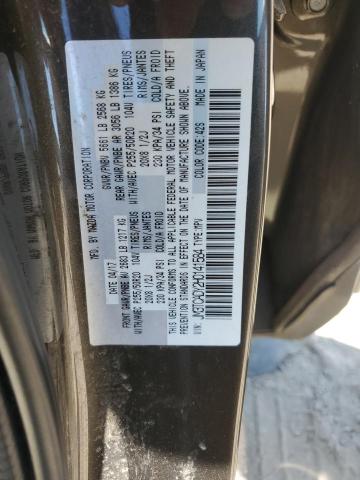 MFD. BY MAZDA MOTOR CORPORATION
DATE: 04/17 GVWR/PNBV 5661 LB 2568 KG
FRONT GAWR/PNBE AV 2683 LB 1217 KG REAR GAWR/PNBE AR 3056 LB 1386 KG
WITH/AVEC P255/50R20 104V TIRES/PNEUS WITH/AVEC P255/50R20 104V TIRES/PNEUS
20X8 1/2J RIMS/JANTES 20X8 1/2J RIMS/JANTES
230 KPA/34 PSI COLD/A FROID 230 KPA/34 PSI COLD/A FROID
THIS VEHICLE CONFORMS TO ALL APPLICABLE FEDERAL MOTOR VEHICLE SAFETY AND THEFT
PREVENTION STANDARDS IN EFFECT ON THE DATE OF MANUFACTURE SHOWN ABOVE.
JM3TCADY2H0141584 TYPE: MPV COLOR CODE: 42S MADE IN JAPAN